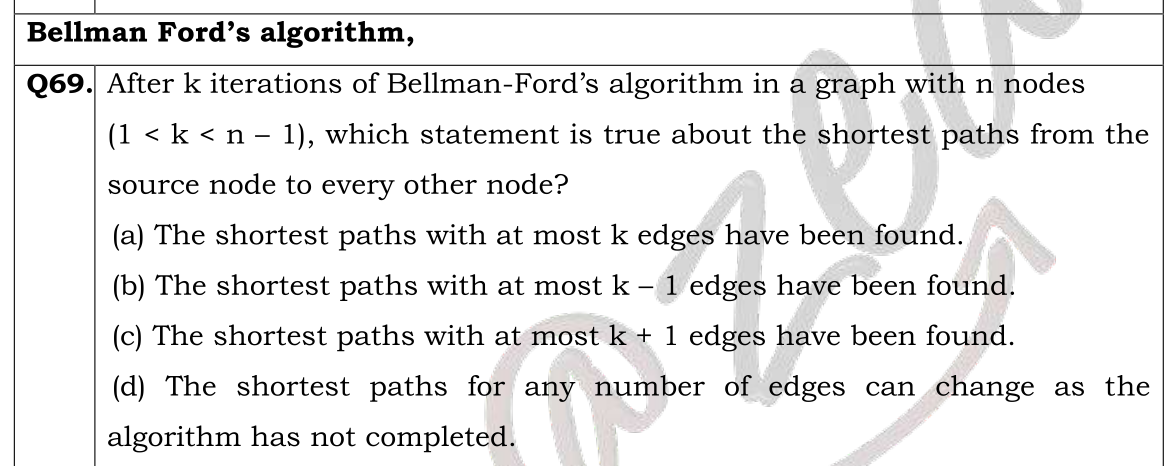 Bellman Ford’s algorithm,
Q69. After k iterations of Bellman-Ford’s algorithm in a graph with n nodes
(1 < k < n – 1), which statement is true about the shortest paths from the
source node to every other node?
(a) The shortest paths with at most k edges have been found.
(b) The shortest paths with at most k – 1 edges have been found.
(c) The shortest paths with at most k + 1 edges have been found.
(d) The shortest paths for any number of edges can change as the
algorithm has not completed.